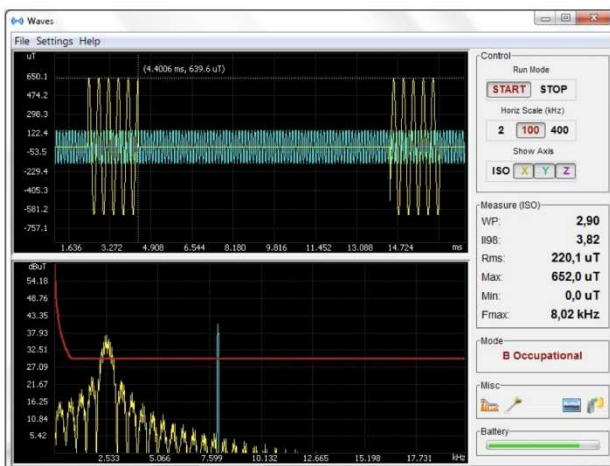 Waves
File Settings Help
uT
650.1
474.2
298.3
122.4
-53.5
-229.4
-405.3
-581.2
-757.1
(4.4006 ms, 639.6 uT)
1.636 3.272 4.908 6.544 8.180 9.816 11.452 13.088 14.724 ms
dBuT
54.18
48.76
43.35
37.93
32.51
27.09
21.67
16.25
10.84
5.42
2.533 5.066 7.599 10.132 12.665 15.198 17.731 kHz
Control
Run Mode
START STOP
Horiz Scale (kHz)
2 100 400
Show Axis
ISO X Y Z
Measure (ISO)
WP: 2,90
II98: 3,82
Rms: 220,1 uT
Max: 652,0 uT
Min: 0,0 uT
Fmax: 8,02 kHz
Mode
B Occupational
Misc
Battery